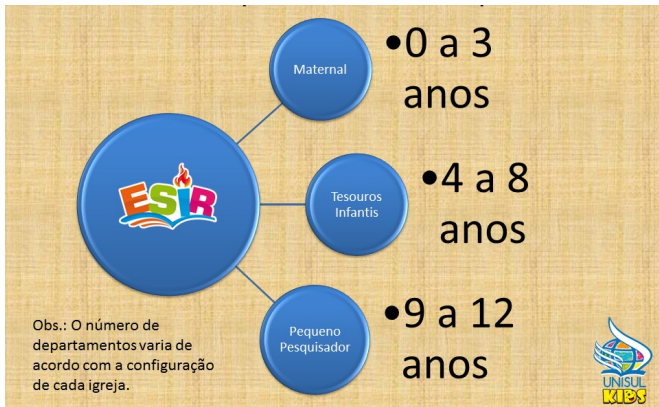 Maternal
•0 a 3
anos
ESIR
Tesouros
Infantis
•4 a 8
anos
Pequeno
Pesquisador
•9 a 12
anos
Obs.: O número de
departamentos varia de
acordo com a configuração
de cada igreja.
UNISUL
KIDS